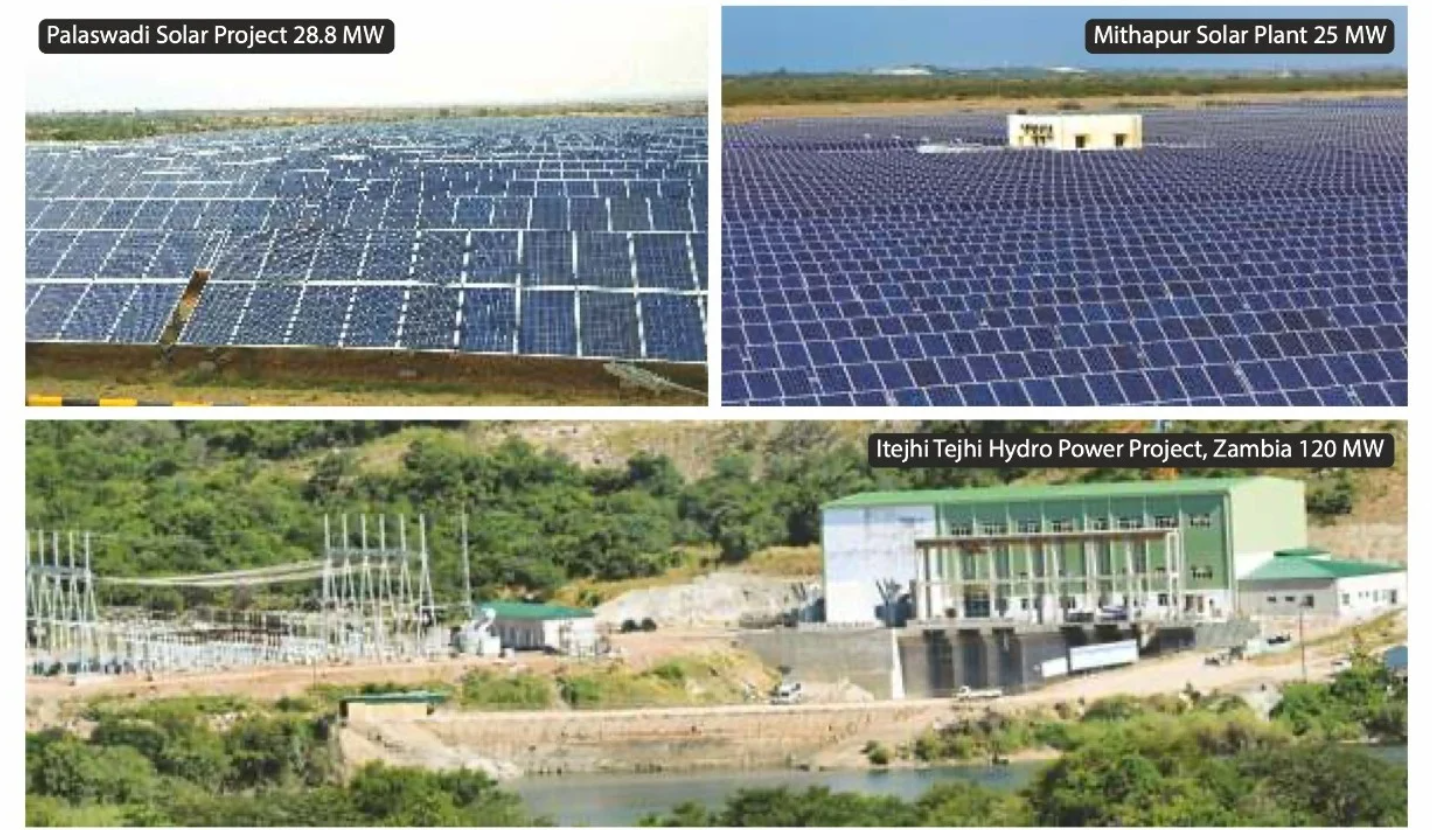 Palaswadi Solar Project 28.8 MW
Mithapur Solar Plant 25 MW
Itejhi Tejhi Hydro Power Project, Zambia 120 MW